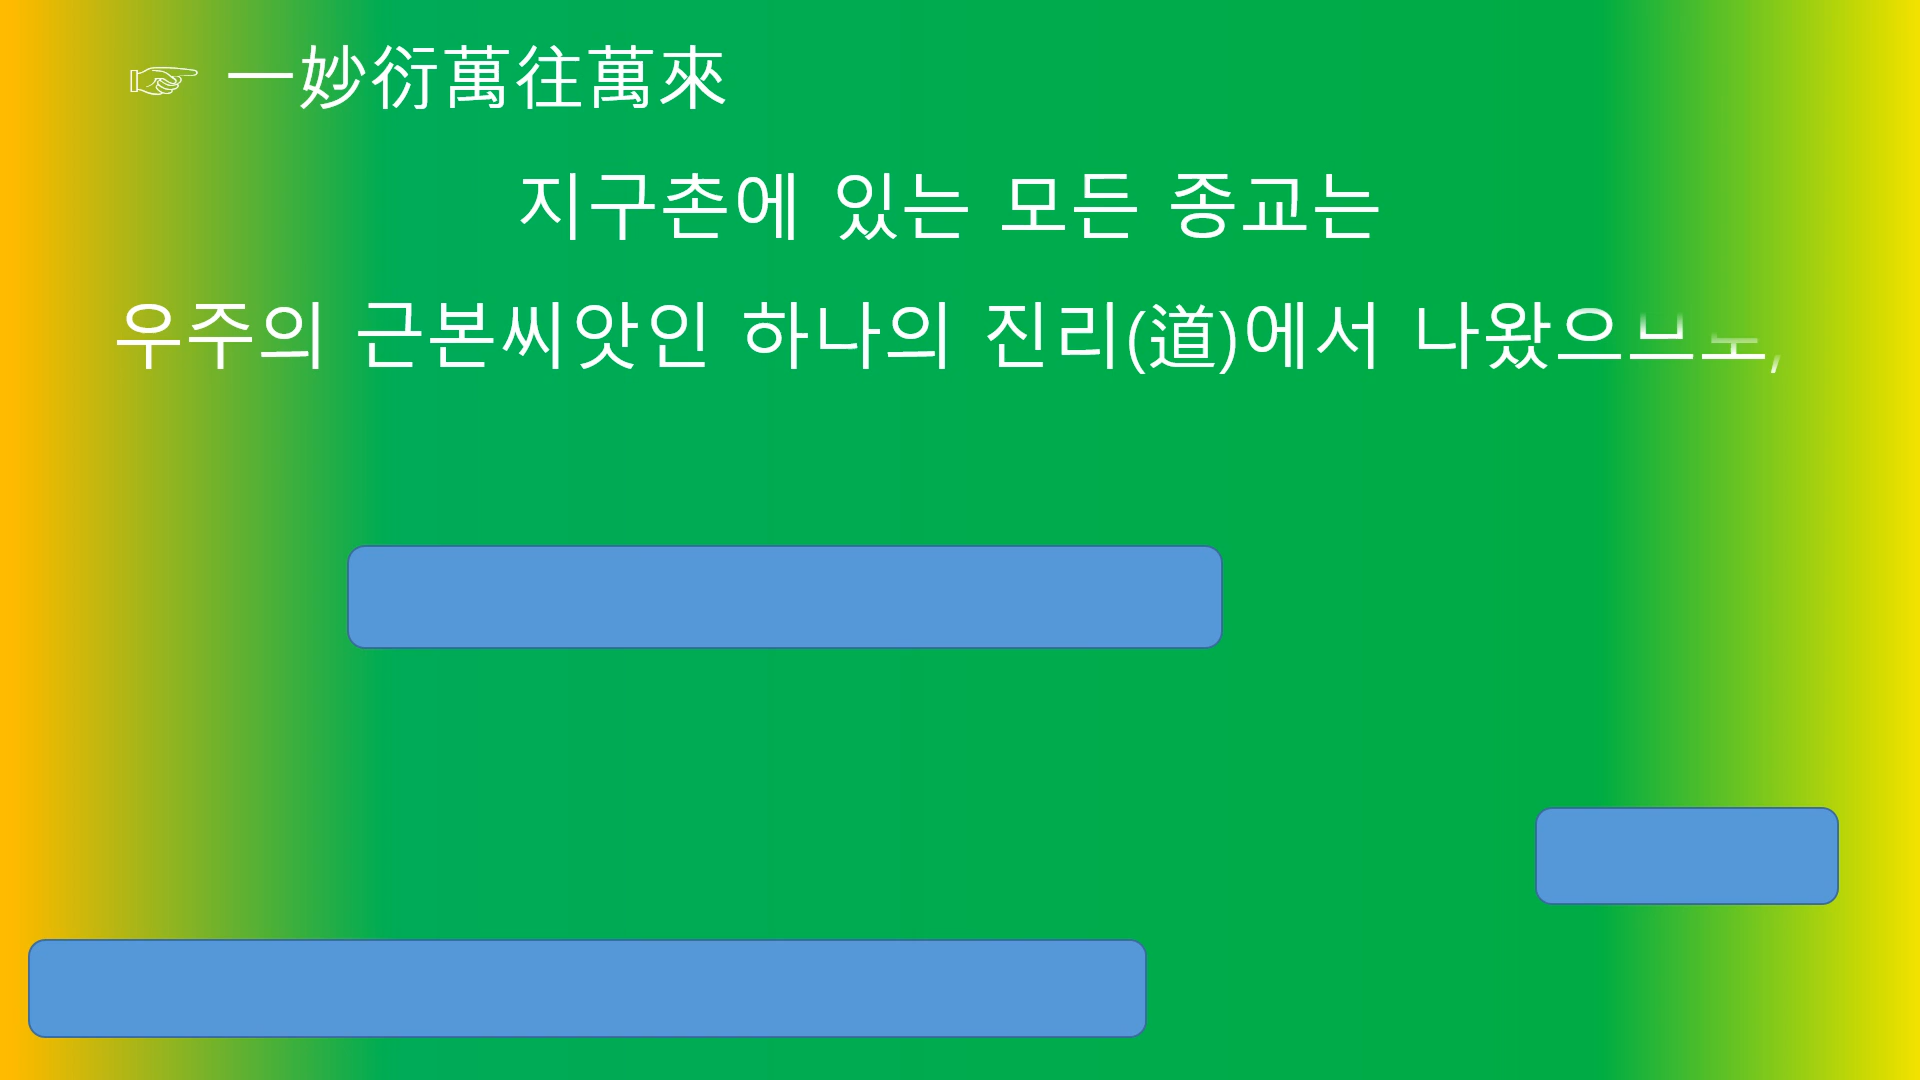 ☞ 一妙衍萬往萬來
지구촌에 있는 모든 종교는
우주의 근본씨앗인 하나의 진리(道)에서 나왔으므로,